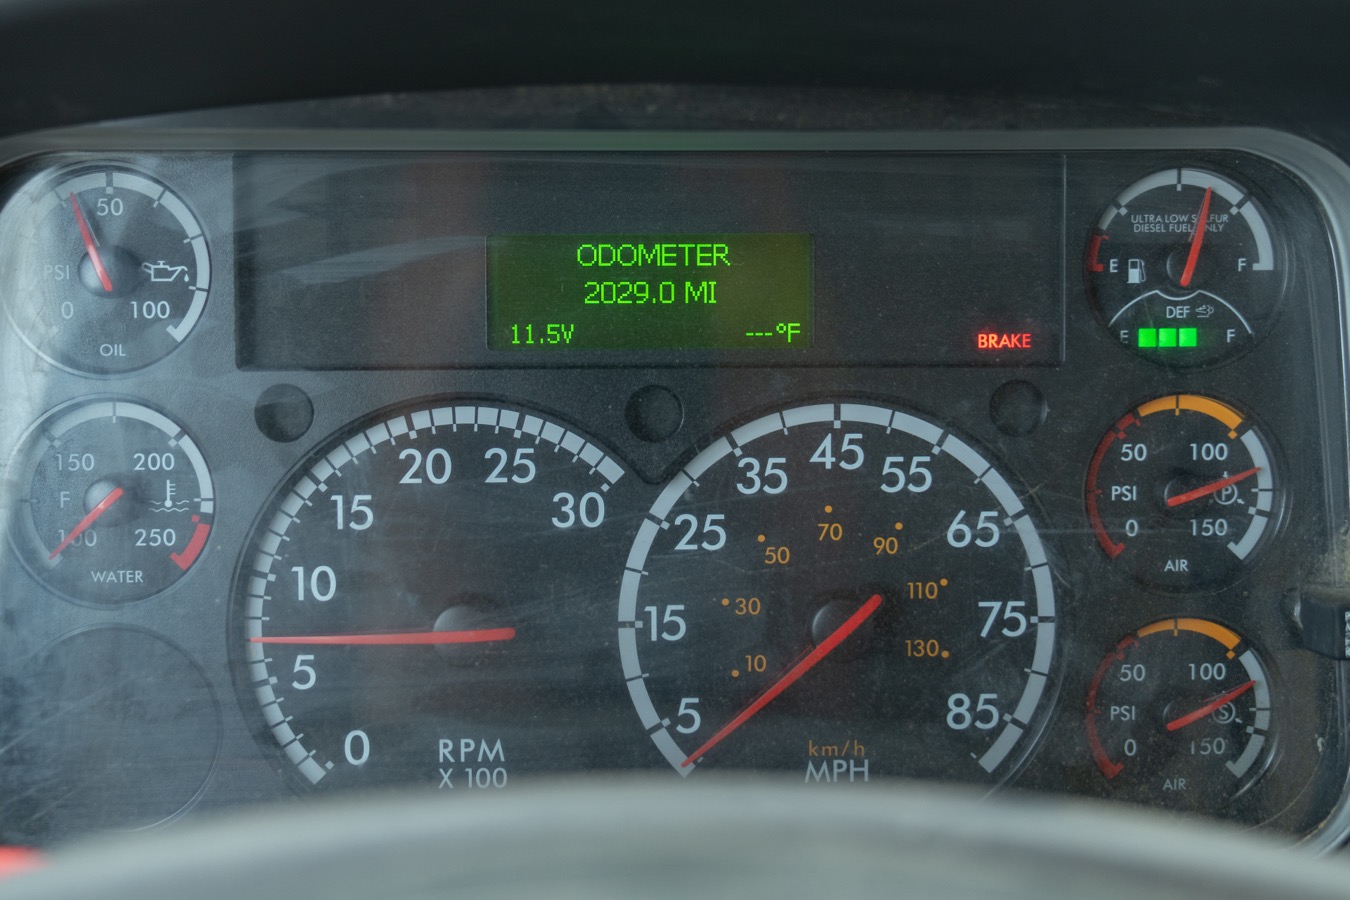 50
PSI
0 100
OIL
ODOMETER
2029.0 MI
11.5V ---°F
BRAKE
ULTRA LOW SULFUR
DIESEL FUEL ONLY
E F
DEF
E F
150 200
F
100 250
WATER
0 5 10 15 20 25 30
RPM
X 100
5 15 25 35 45 55 65 75 85
10 30 50 70 90 110 130
km/h
MPH
50 100
PSI P
0 150
AIR
50 100
PSI S
0 150
AIR